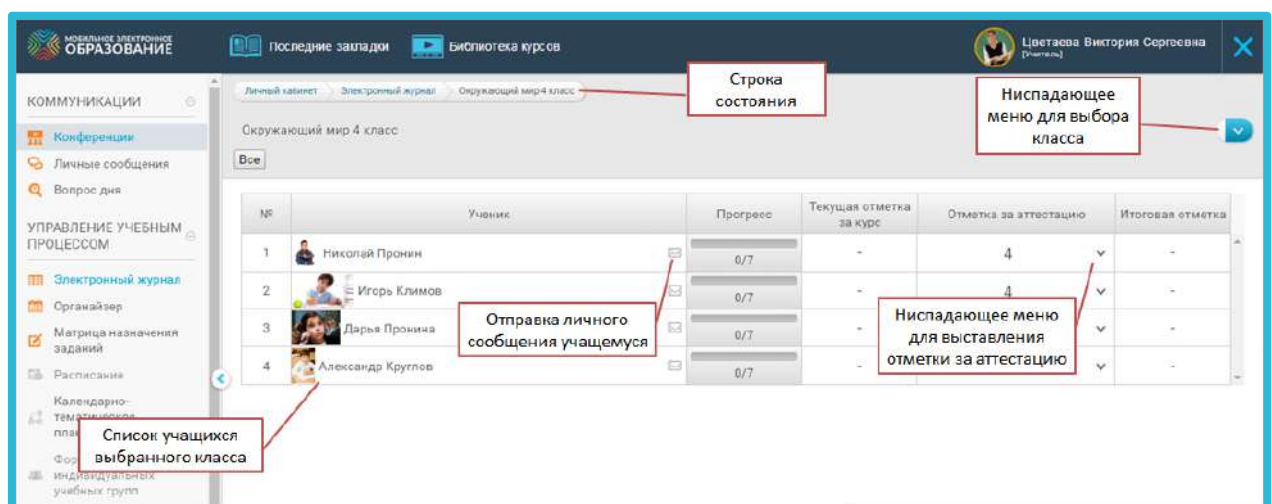 МОБИЛЬНОЕ ЭЛЕКТРОННОЕ
ОБРАЗОВАНИЕ
Последние закладки
Библиотека курсов
Цветаева Виктория Сергеевна
[Учитель]
КОММУНИКАЦИИ
Конференции
Личные сообщения
Вопрос дня
УПРАВЛЕНИЕ УЧЕБНЫМ
ПРОЦЕССОМ
Электронный журнал
Органайзер
Матрица назначения
заданий
Расписание
Календарно-
тематическое
индивидуальных
учебных групп
Личный кабинет
Электронный журнал
Окружающий мир 4 класс
Строка
состояния
Ниспадающее
меню для выбора
класса
Окружающий мир 4 класс
Все
№ Ученик Прогресс Текущая отметка за курс Отметка за аттестацию Итоговая отметка
1 Николай Пронин 0/7 - 4 -
2 Игорь Климов 0/7 - 4 -
3 Дарья Пронина 0/7 - -
4 Александр Круглов 0/7 - -
Отправка личного
сообщения учащемуся
Ниспадающее меню
для выставления
отметки за аттестацию
Список учащихся
выбранного класса